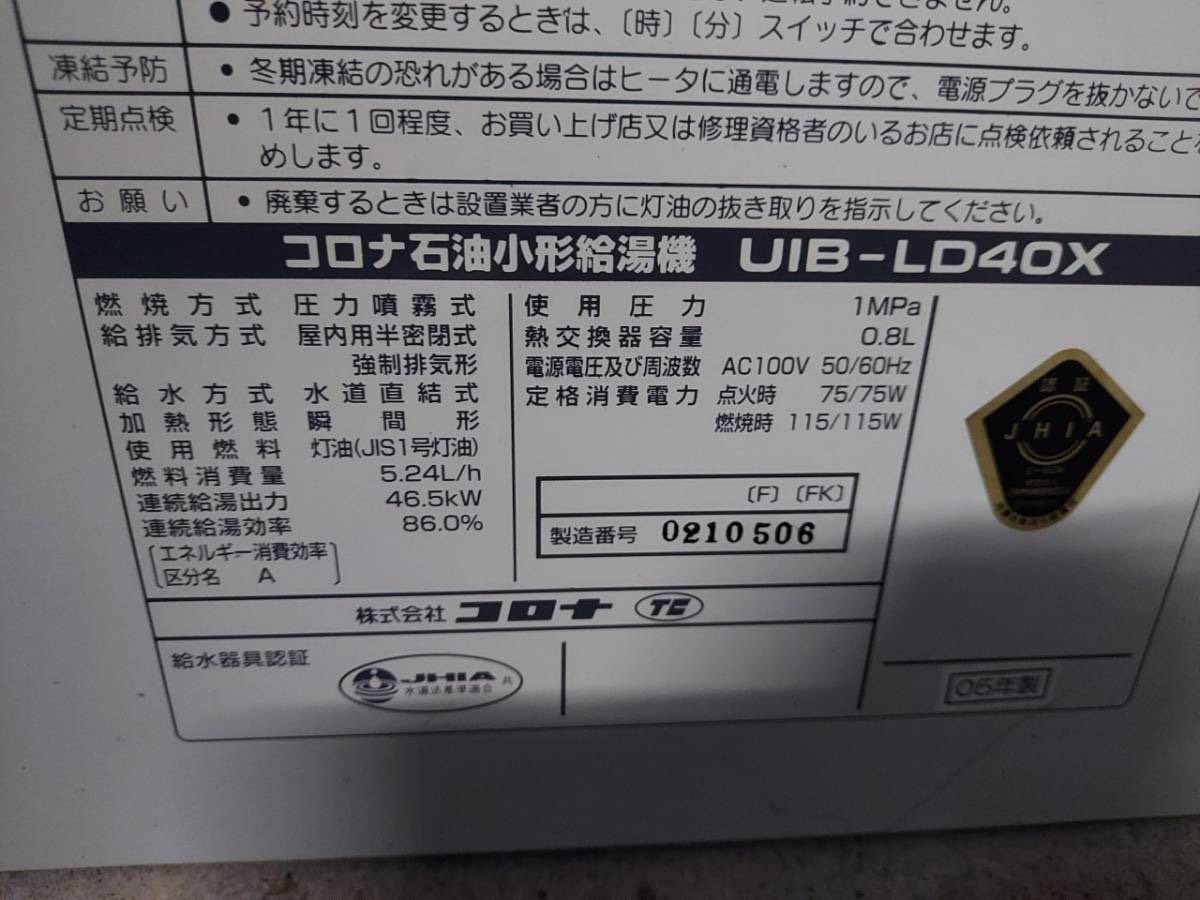 ● 予約時刻を変更するときは、〔時〕〔分〕スイッチで合わせます。
凍結予防
● 冬期凍結の恐れがある場合はヒータに通電しますので、電源プラグを抜かないで
定期点検
● 1年に1回程度、お買い上げ店又は修理資格者のいるお店に点検依頼されることを
めします。
お願い
● 廃棄するときは設置業者の方に灯油の抜き取りを指示してください。
コロナ石油小形給湯機 UIB-LD40X
燃焼方式 圧力噴霧式
給排気方式 屋内用半密閉式
強制排気形
給水方式 水道直結式
加熱形態 瞬間形
使用燃料 灯油(JIS1号灯油)
燃料消費量 5.24L/h
連続給湯出力 46.5kW
連続給湯効率 86.0%
エネルギー消費効率
区分名 A
使用圧力 1MPa
熱交換器容量 0.8L
電源電圧及び周波数 AC100V 50/60Hz
定格消費電力 点火時 75/75W
燃焼時 115/115W
〔F〕〔FK〕
製造番号 0210506
認証
JHIA
株式会社 コロナ TC
給水器具認証
JHIA 共
水道法基準適合
05年製